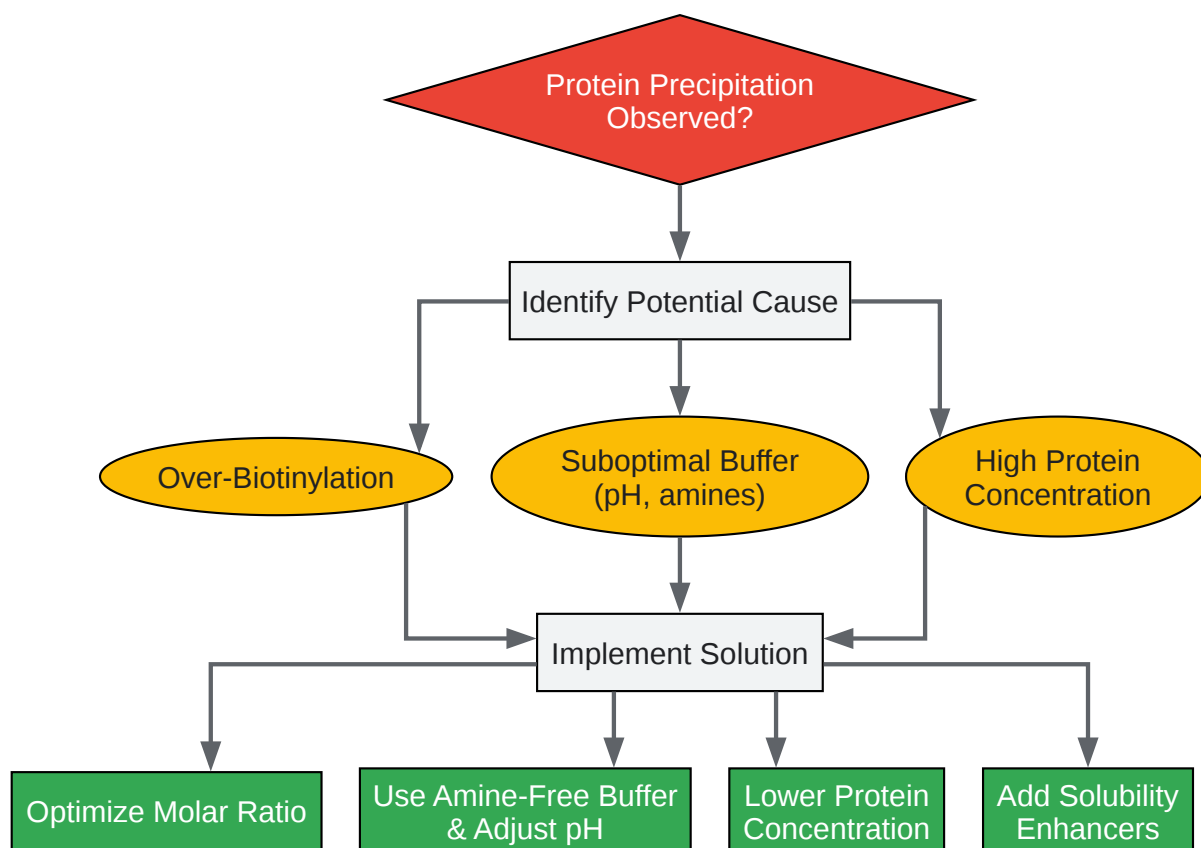 Protein Precipitation
Observed?
Identify Potential Cause
Over-Biotinylation
Suboptimal Buffer
(pH, amines)
High Protein
Concentration
Implement Solution
Optimize Molar Ratio
Use Amine-Free Buffer
& Adjust pH
Lower Protein
Concentration
Add Solubility
Enhancers